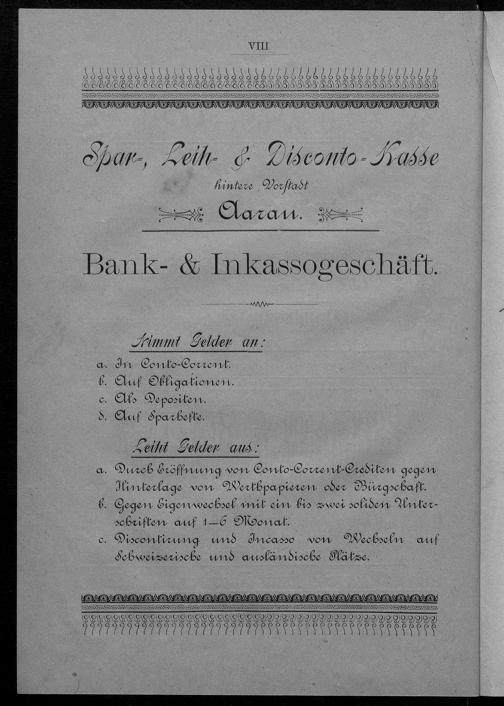 VIII
Spar-, Leih- & Disconto-Kasse
hintere Vorstadt
Aarau.
Bank- & Inkassogeschäft.
Nimmt Gelder an:
a. In Conto-Corrent.
b. Auf Obligationen.
c. Als Depositen.
d. Auf Sparhefte.
Leiht Gelder aus:
a. Durch Eröffnung von Conto-Corrent-Crediten gegen
Hinterlage von Werthpapieren oder Bürgschaft.
b. Gegen Eigenwechsel mit ein bis zwei soliden Unter-
schriften auf 1—6 Monat.
c. Discontirung und Incasso von Wechseln auf
Schweizerische und ausländische Plätze.